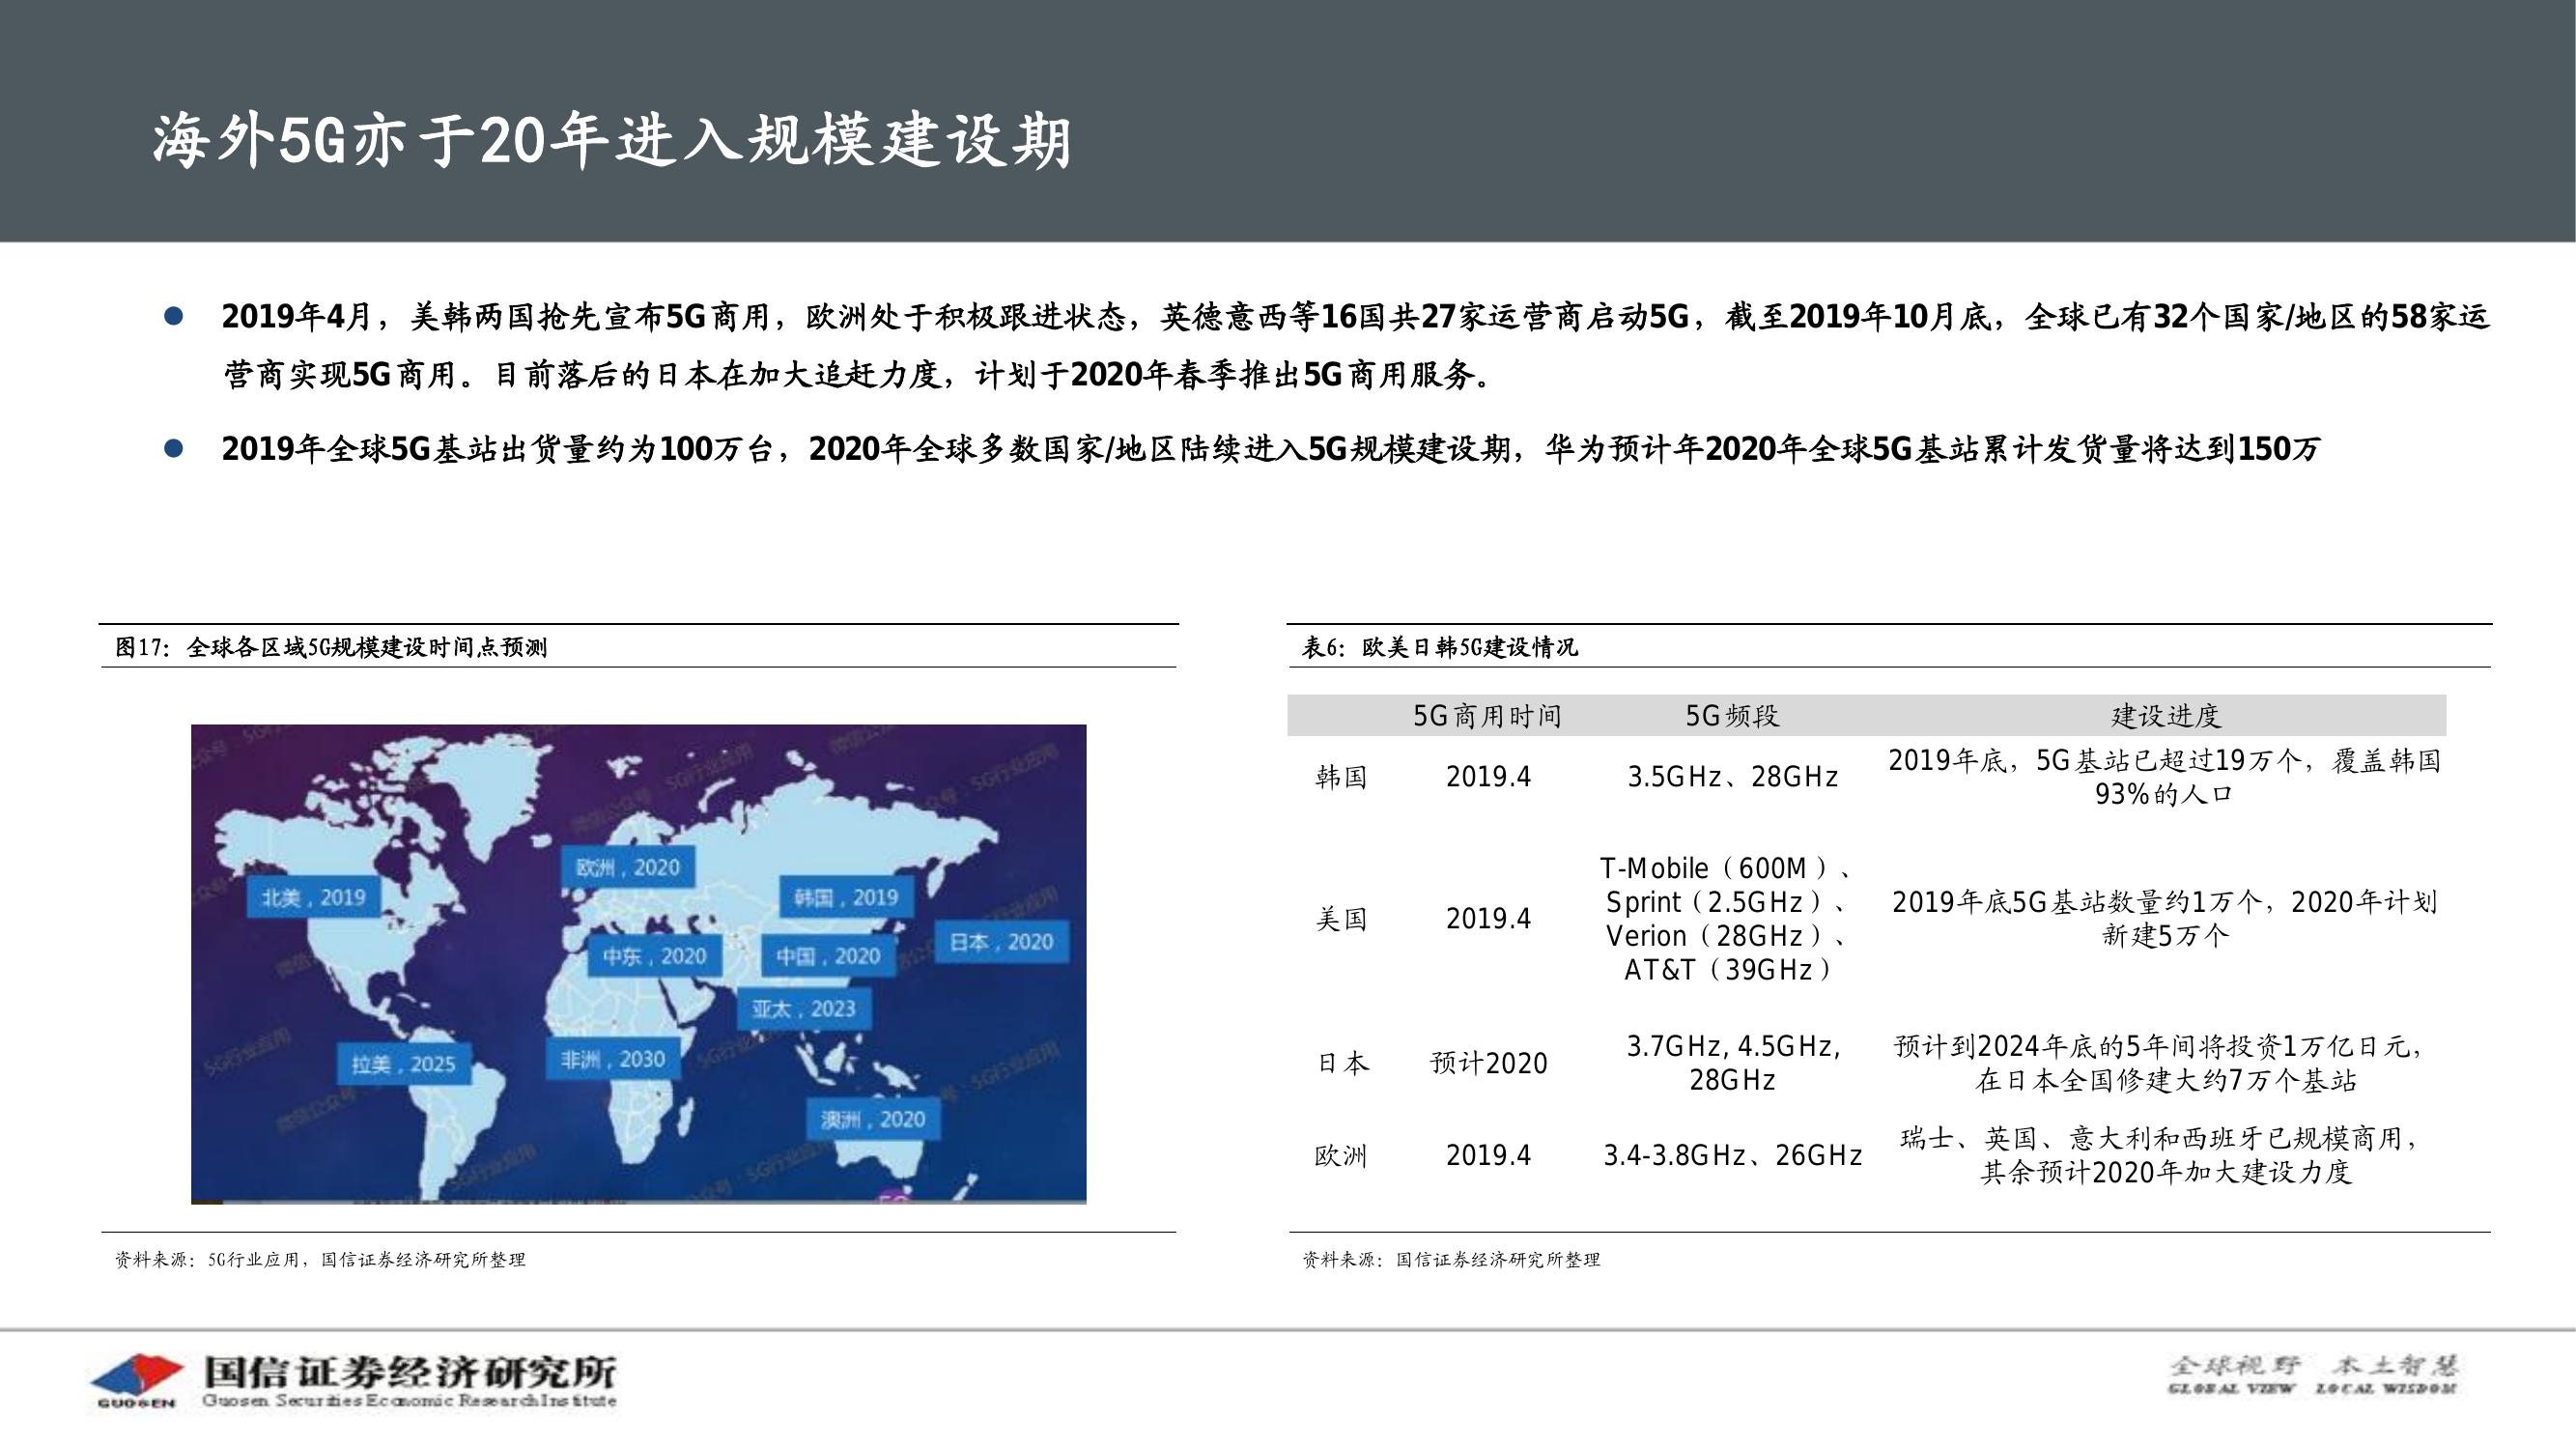 海外5G亦于20年进入规模建设期
2019年4月，美韩两国抢先宣布5G商用，欧洲处于积极跟进状态，英德意西等16国共27家运营商启动5G，截至2019年10月底，全球已有32个国家/地区的58家运
营商实现5G商用。目前落后的日本在加大追赶力度，计划于2020年春季推出5G商用服务。
2019年全球5G基站出货量约为100万台，2020年全球多数国家/地区陆续进入5G规模建设期，华为预计年2020年全球5G基站累计发货量将达到150万
图17：全球各区域5G规模建设时间点预测
欧洲，2020
北美，2019
韩国，2019
日本，2020
中东，2020
中国，2020
亚太，2023
拉美，2025
非洲，2030
澳洲，2020
微信公众号：5G行业应用
资料来源：5G行业应用，国信证券经济研究所整理
表6：欧美日韩5G建设情况
5G商用时间 5G频段 建设进度
韩国 2019.4 3.5GHz、28GHz
2019年底，5G基站已超过19万个，覆盖韩国
93%的人口
美国 2019.4
T-Mobile（600M）、
Sprint（2.5GHz）、
Verion（28GHz）、
AT&T（39GHz）
2019年底5G基站数量约1万个，2020年计划
新建5万个
日本 预计2020
3.7GHz, 4.5GHz,
28GHz
预计到2024年底的5年间将投资1万亿日元，
在日本全国修建大约7万个基站
欧洲 2019.4 3.4-3.8GHz、26GHz
瑞士、英国、意大利和西班牙已规模商用，
其余预计2020年加大建设力度
资料来源：国信证券经济研究所整理
GUOSEN
国信证券经济研究所
Guosen Securities Economic Research Institute
全球视野 本土智慧
GLOBAL VIEW LOCAL WISDOM